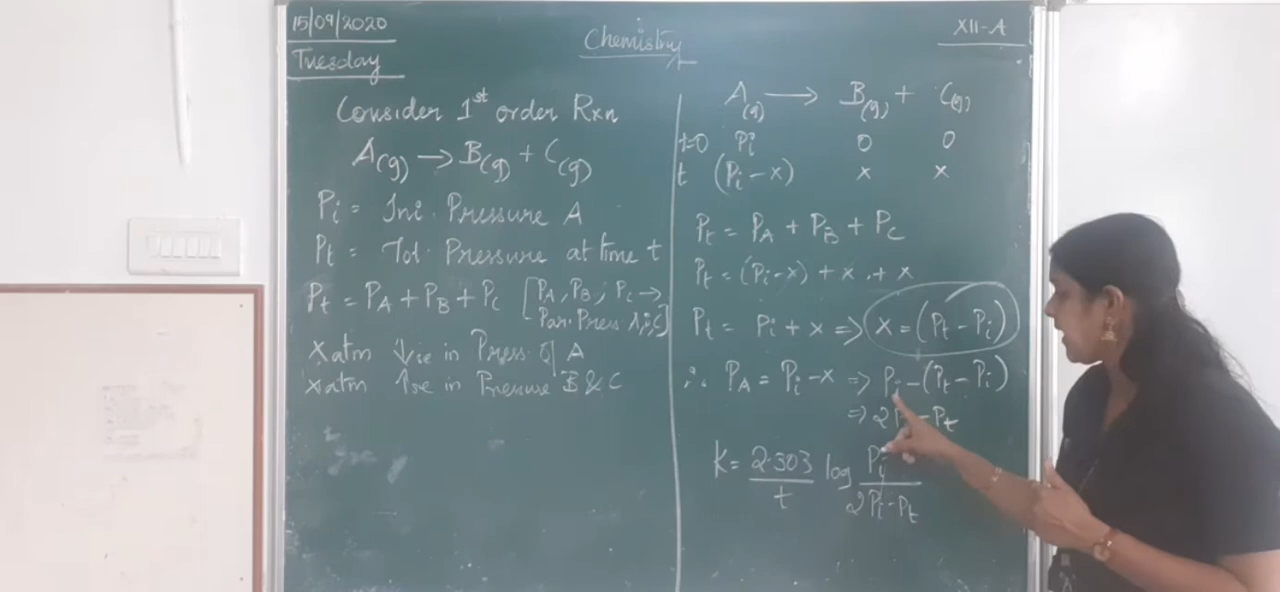 15/09/2020
Tuesday
Chemistry
XII-A
Consider 1st order Rxn
A(g) → B(g) + C(g)
Pi = Ini. Pressure A
Pt = Tot. Pressure at time t
Pt = PA + PB + PC [PA, PB, PC →
Par. Press A,B,C]
x atm ↓se in Press. of A
x atm ↑se in Pressure B & C
A(g) → B(g) + C(g)
t=0 Pi 0 0
t (Pi - x) x x
Pt = PA + PB + PC
Pt = (Pi - x) + x + x
Pt = Pi + x ⇒ x = (Pt - Pi)
∴ PA = Pi - x ⇒ Pi - (Pt - Pi)
⇒ 2P - Pt
K = 2.303/t log Pi/2Pi - Pt